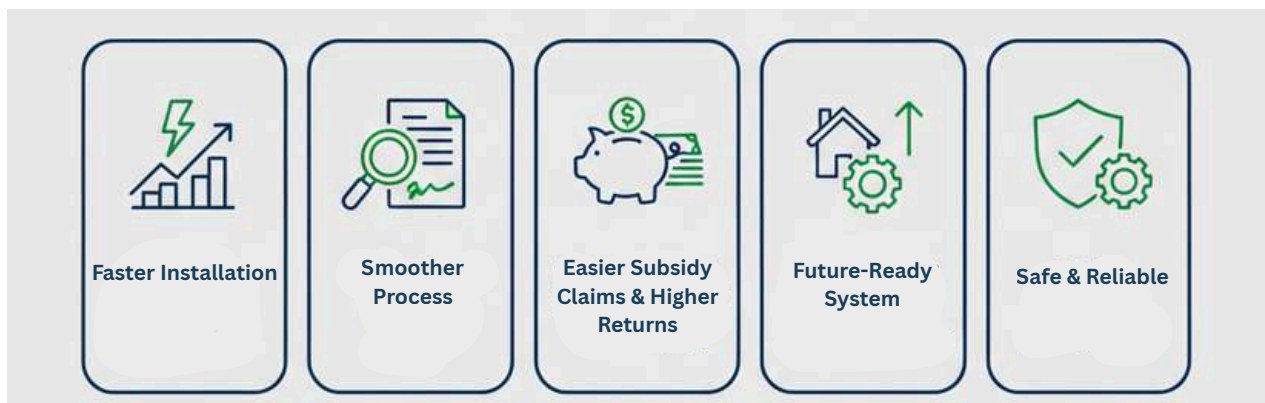 Faster Installation
Smoother
Process
$
Easier Subsidy
Claims & Higher
Returns
Future-Ready
System
Safe & Reliable